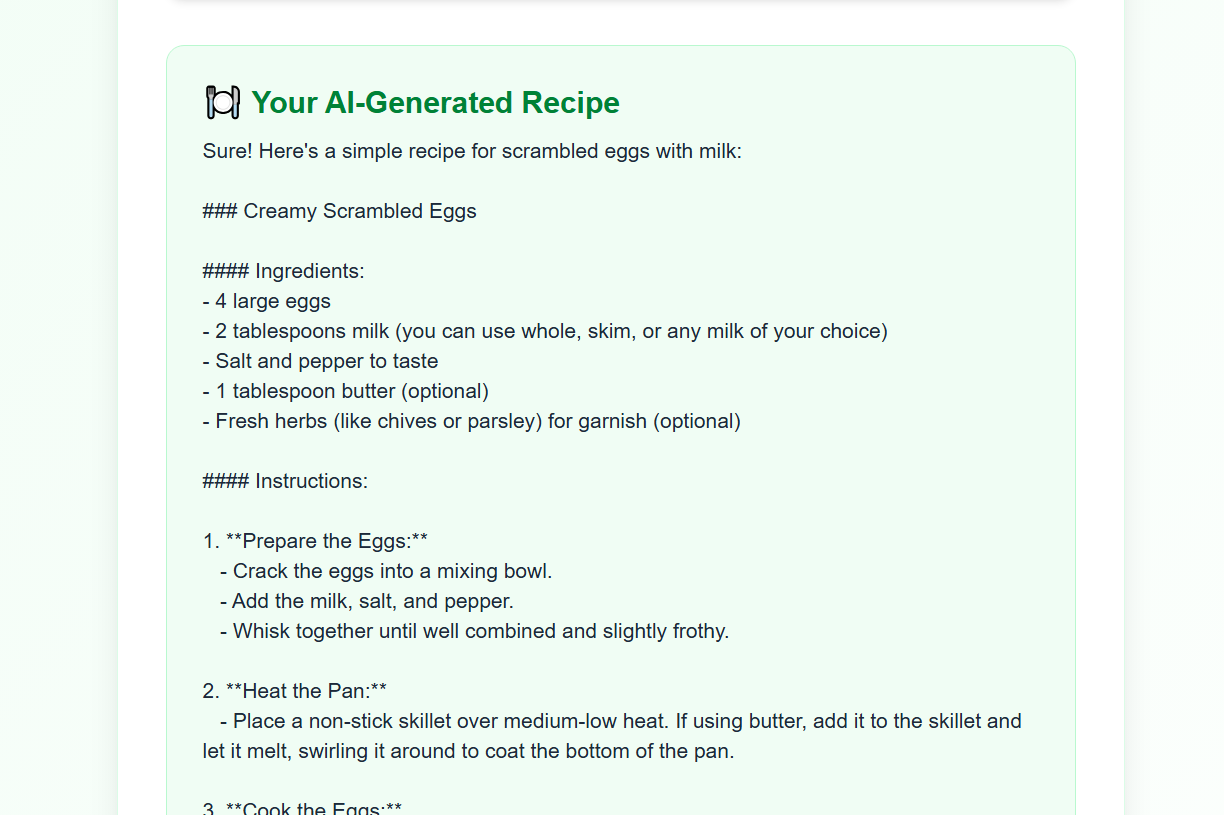 Your AI-Generated Recipe
Sure! Here's a simple recipe for scrambled eggs with milk:
### Creamy Scrambled Eggs
#### Ingredients:
- 4 large eggs
- 2 tablespoons milk (you can use whole, skim, or any milk of your choice)
- Salt and pepper to taste
- 1 tablespoon butter (optional)
- Fresh herbs (like chives or parsley) for garnish (optional)
#### Instructions:
1. **Prepare the Eggs:**
- Crack the eggs into a mixing bowl.
- Add the milk, salt, and pepper.
- Whisk together until well combined and slightly frothy.
2. **Heat the Pan:**
- Place a non-stick skillet over medium-low heat. If using butter, add it to the skillet and
let it melt, swirling it around to coat the bottom of the pan.
3. **Cook the Eggs:**